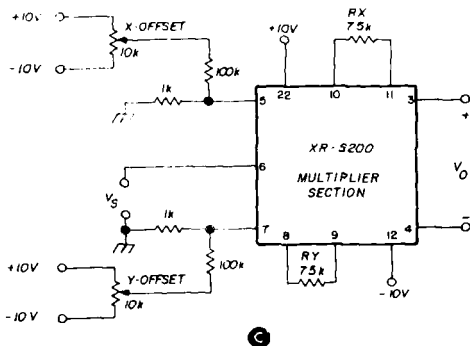 +10V
X-OFFSET
10k
-10V
100k
1k
+10V
22
RX
75k
10
11
5
3
+
XR-S200
MULTIPLIER
SECTION
6
VS
VO
7
4
-
1k
8
9
12
RY
75k
-10V
100k
+10V
Y-OFFSET
10k
-10V
C